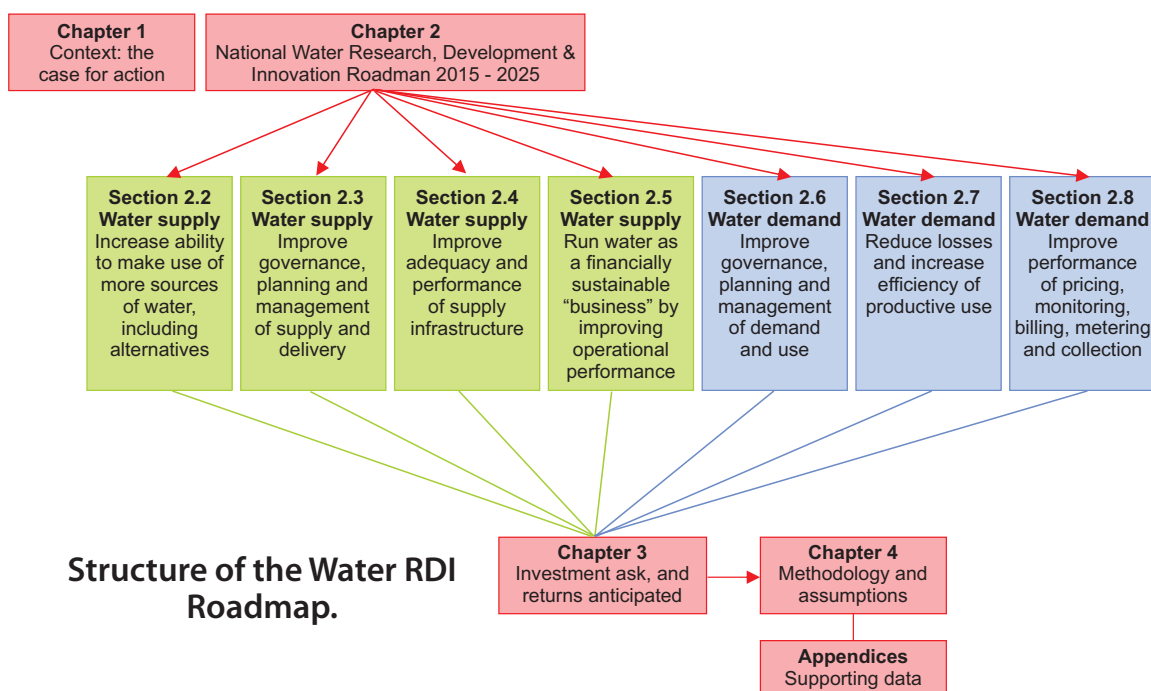 Chapter 1
Context: the
case for action
Chapter 2
National Water Research, Development &
Innovation Roadman 2015 - 2025
Section 2.2
Water supply
Increase ability
to make use of
more sources
of water,
including
alternatives
Section 2.3
Water supply
Improve
governance,
planning and
management
of supply and
delivery
Section 2.4
Water supply
Improve
adequacy and
performance
of supply
infrastructure
Section 2.5
Water supply
Run water as
a financially
sustainable
“business” by
improving
operational
performance
Section 2.6
Water demand
Improve
governance,
planning and
management
of demand
and use
Section 2.7
Water demand
Reduce losses
and increase
efficiency of
productive use
Section 2.8
Water demand
Improve
performance
of pricing,
monitoring,
billing, metering
and collection
Structure of the Water RDI
Roadmap.
Chapter 3
Investment ask, and
returns anticipated
Chapter 4
Methodology and
assumptions
Appendices
Supporting data